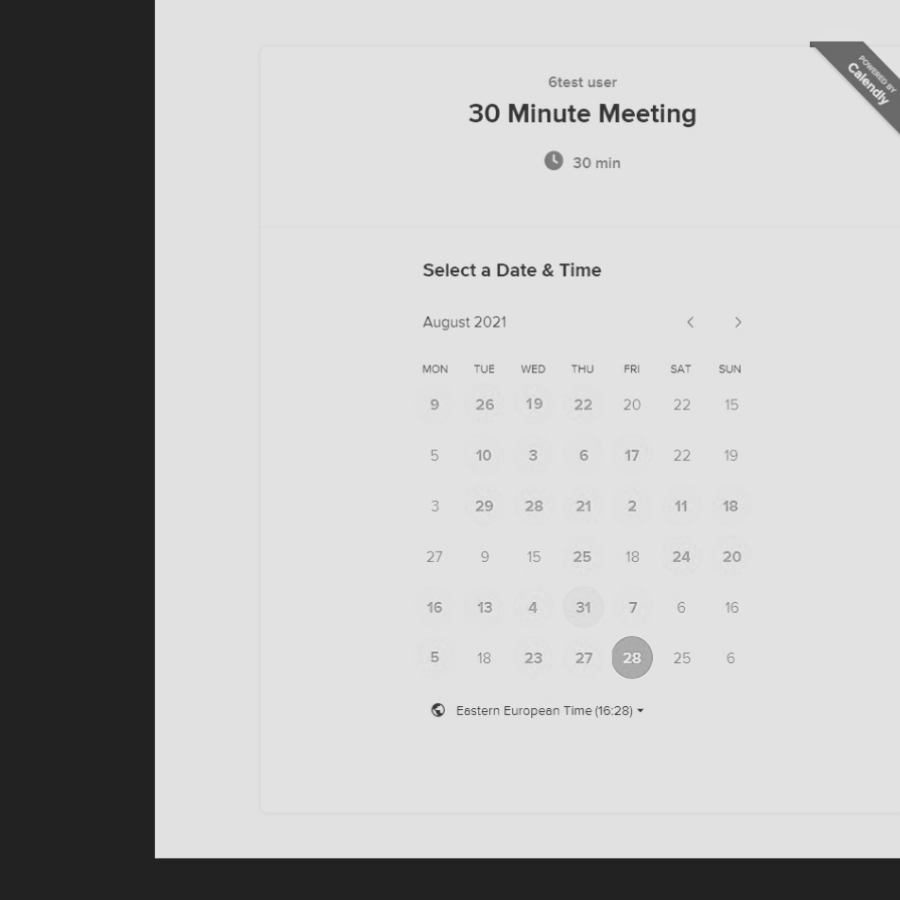 POWERED BY
Calendly
6test user
30 Minute Meeting
30 min
Select a Date & Time
August 2021
MON TUE WED THU FRI SAT SUN
9 26 19 22 20 22 15
5 10 3 6 17 22 19
3 29 28 21 2 11 18
27 9 15 25 18 24 20
16 13 4 31 7 6 16
5 18 23 27 28 25 6
Eastern European Time (16:28)